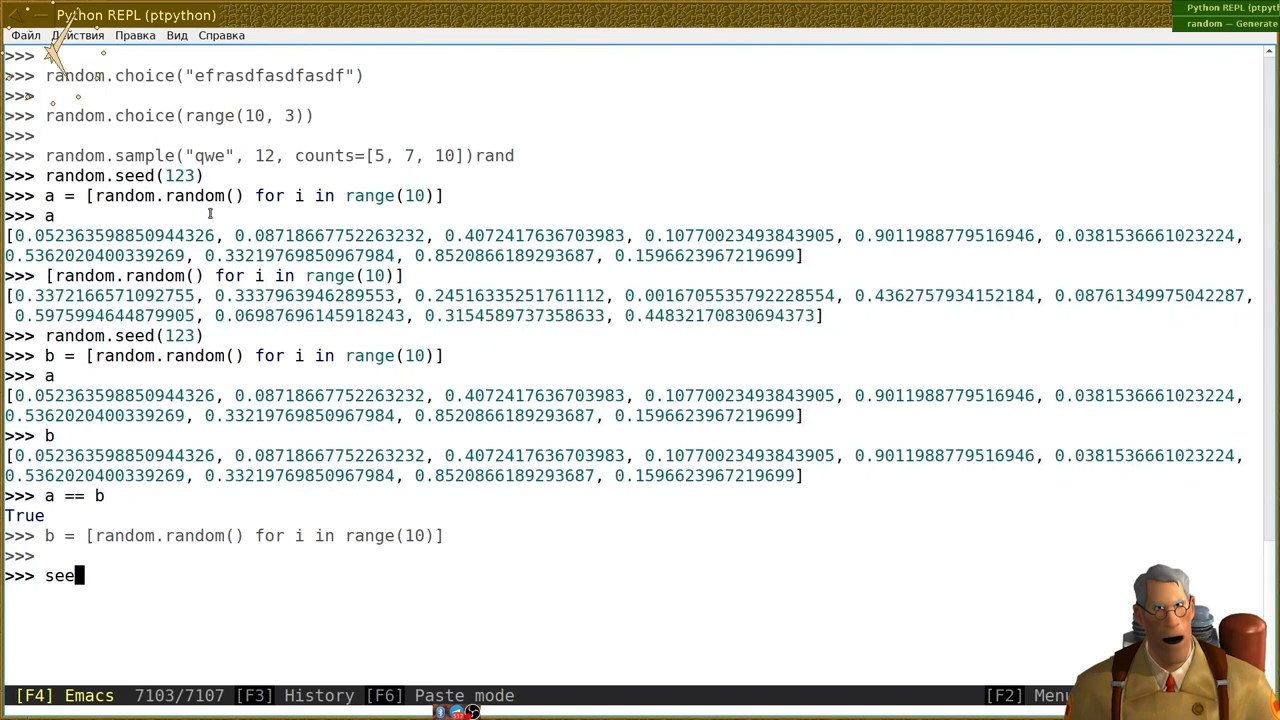 Python REPL (ptpython)
Python REPL (ptpyt
random — Generate
Файл Действия Правка Вид Справка
>>>
>>> random.choice("efrasdfasdfasdf")
>>>
>>> random.choice(range(10, 3))
>>>
>>> random.sample("qwe", 12, counts=[5, 7, 10])rand
>>> random.seed(123)
>>> a = [random.random() for i in range(10)]
>>> a
[0.052363598850944326, 0.08718667752263232, 0.4072417636703983, 0.10770023493843905, 0.9011988779516946, 0.0381536661023224,
0.5362020400339269, 0.33219769850967984, 0.8520866189293687, 0.1596623967219699]
>>> [random.random() for i in range(10)]
[0.3372166571092755, 0.3337963946289553, 0.24516335251761112, 0.0016705535792228554, 0.4362757934152184, 0.08761349975042287,
0.5975994644879905, 0.06987696145918243, 0.3154589737358633, 0.44832170830694373]
>>> random.seed(123)
>>> b = [random.random() for i in range(10)]
>>> a
[0.052363598850944326, 0.08718667752263232, 0.4072417636703983, 0.10770023493843905, 0.9011988779516946, 0.0381536661023224,
0.5362020400339269, 0.33219769850967984, 0.8520866189293687, 0.1596623967219699]
>>> b
[0.052363598850944326, 0.08718667752263232, 0.4072417636703983, 0.10770023493843905, 0.9011988779516946, 0.0381536661023224,
0.5362020400339269, 0.33219769850967984, 0.8520866189293687, 0.1596623967219699]
>>> a == b
True
>>> b = [random.random() for i in range(10)]
>>>
>>> see
[F4] Emacs 7103/7107 [F3] History [F6] Paste mode [F2] Menu